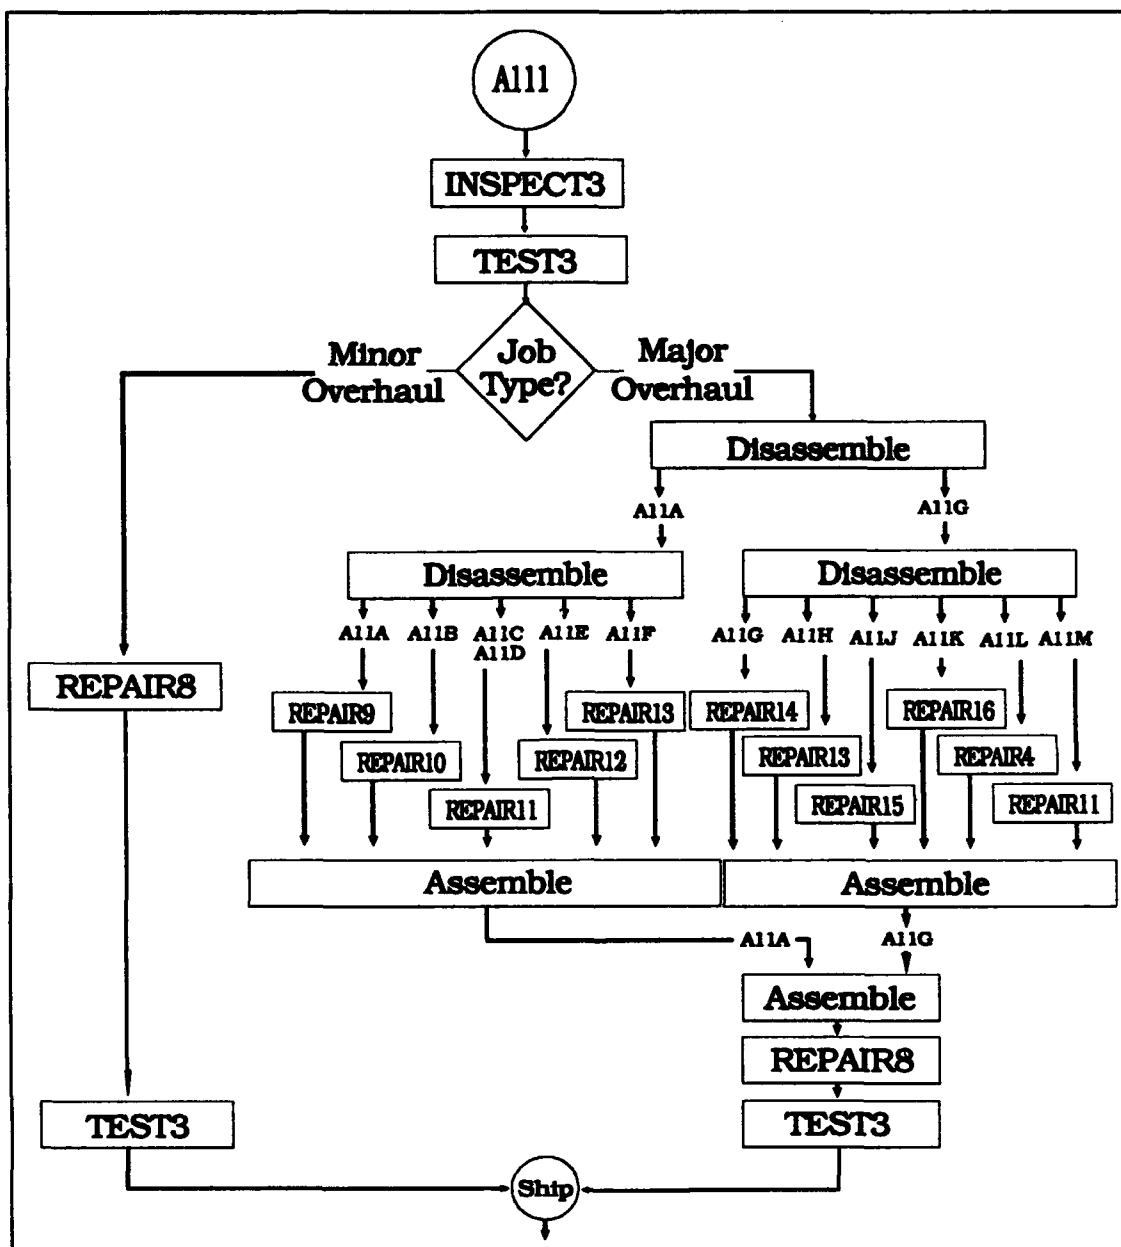 A111
INSPECT3
TEST3
Job
Type?
Minor
Overhaul
Major
Overhaul
Disassemble
A11A
A11G
Disassemble
Disassemble
A11A
A11B
A11C
A11D
A11E
A11F
A11G
A11H
A11J
A11K
A11L
A11M
REPAIR8
REPAIR9
REPAIR13
REPAIR14
REPAIR16
REPAIR10
REPAIR12
REPAIR13
REPAIR4
REPAIR11
REPAIR15
REPAIR11
Assemble
Assemble
A11A
A11G
Assemble
REPAIR8
TEST3
TEST3
Ship